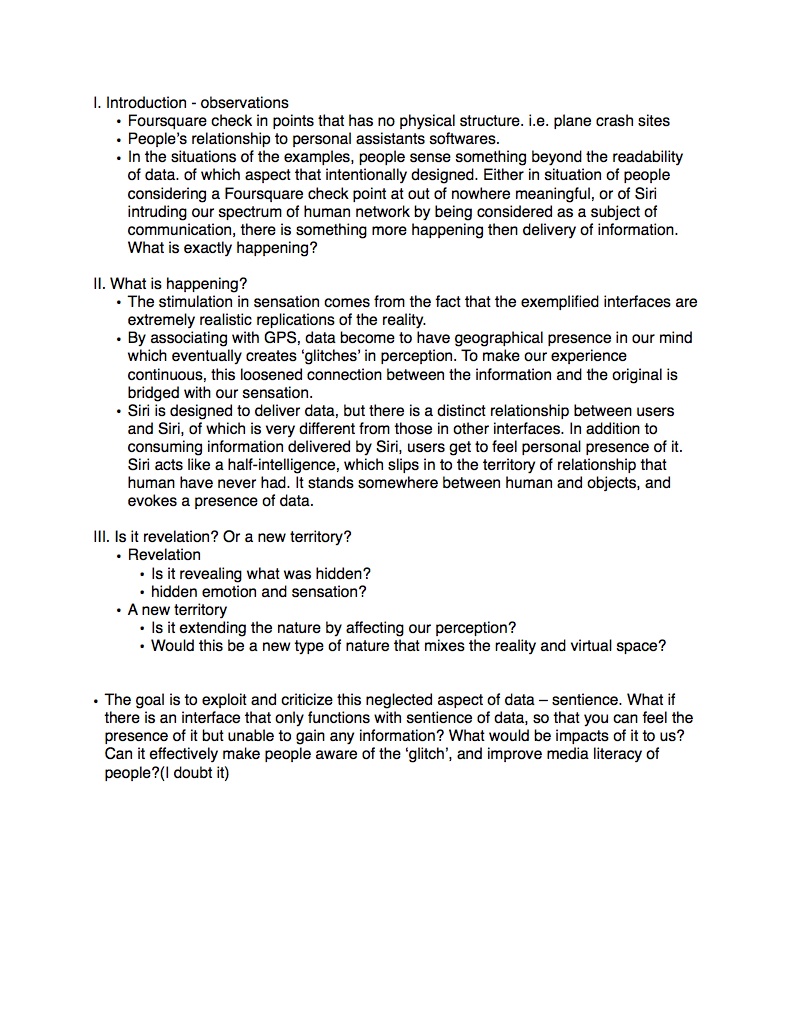 I. Introduction - observations
• Foursquare check in points that has no physical structure. i.e. plane crash sites
• People's relationship to personal assistants softwares.
• In the situations of the examples, people sense something beyond the readability
of data. of which aspect that intentionally designed. Either in situation of people
considering a Foursquare check point at out of nowhere meaningful, or of Siri
intruding our spectrum of human network by being considered as a subject of
communication, there is something more happening then delivery of information.
What is exactly happening?
II. What is happening?
• The stimulation in sensation comes from the fact that the exemplified interfaces are
extremely realistic replications of the reality.
• By associating with GPS, data become to have geographical presence in our mind
which eventually creates 'glitches' in perception. To make our experience
continuous, this loosened connection between the information and the original is
bridged with our sensation.
• Siri is designed to deliver data, but there is a distinct relationship between users
and Siri, of which is very different from those in other interfaces. In addition to
consuming information delivered by Siri, users get to feel personal presence of it.
Siri acts like a half-intelligence, which slips in to the territory of relationship that
human have never had. It stands somewhere between human and objects, and
evokes a presence of data.
III. Is it revelation? Or a new territory?
• Revelation
• Is it revealing what was hidden?
• hidden emotion and sensation?
• A new territory
• Is it extending the nature by affecting our perception?
• Would this be a new type of nature that mixes the reality and virtual space?
• The goal is to exploit and criticize this neglected aspect of data – sentience. What if
there is an interface that only functions with sentience of data, so that you can feel the
presence of it but unable to gain any information? What would be impacts of it to us?
Can it effectively make people aware of the 'glitch', and improve media literacy of
people?(I doubt it)